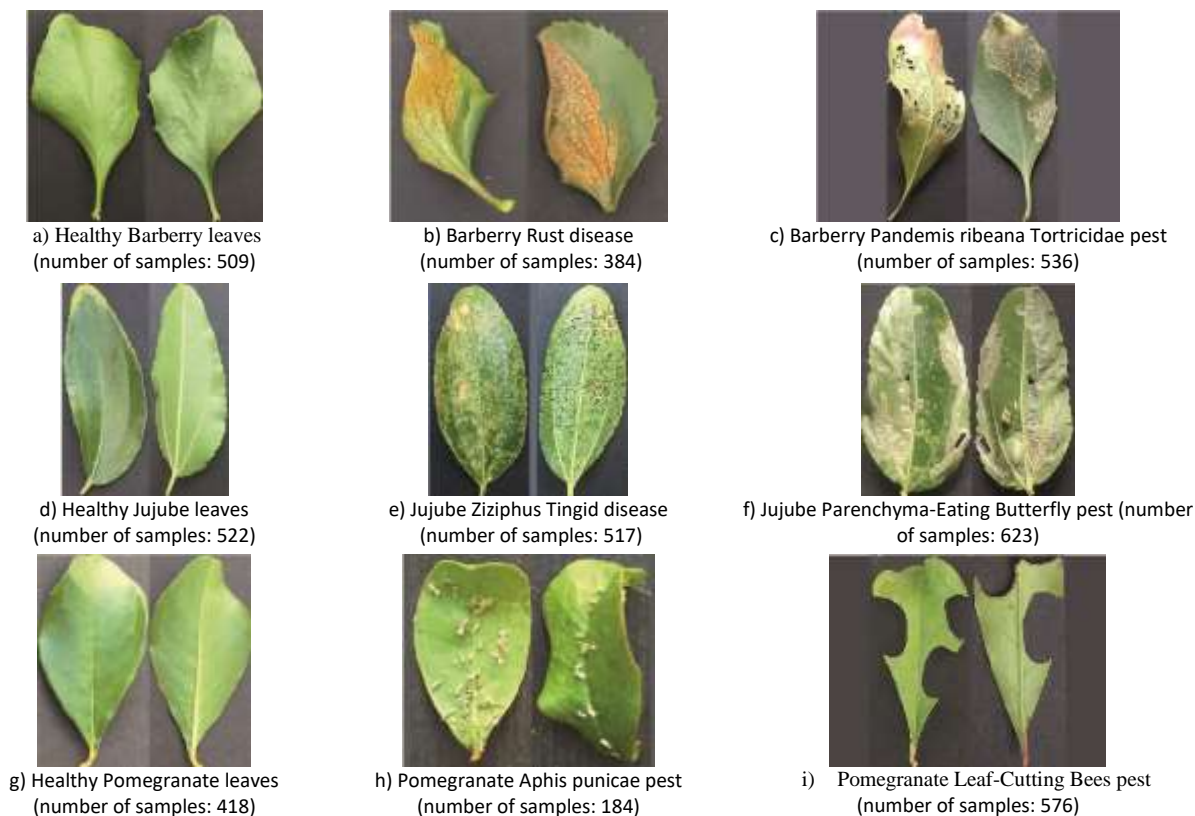 a) Healthy Barberry leaves
(number of samples: 509)
b) Barberry Rust disease
(number of samples: 384)
c) Barberry Pandemis ribeana Tortricidae pest
(number of samples: 536)
d) Healthy Jujube leaves
(number of samples: 522)
e) Jujube Ziziphus Tingid disease
(number of samples: 517)
f) Jujube Parenchyma-Eating Butterfly pest (number
of samples: 623)
g) Healthy Pomegranate leaves
(number of samples: 418)
h) Pomegranate Aphis punicae pest
(number of samples: 184)
i) Pomegranate Leaf-Cutting Bees pest
(number of samples: 576)